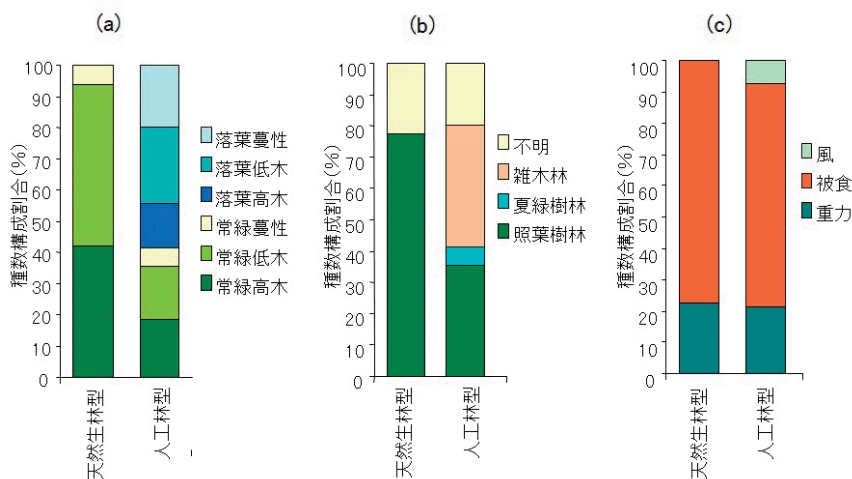 (a)
種数構成割合(%)
100
90
80
70
60
50
40
30
20
10
0
天然生林型
人工林型
落葉蔓性
落葉低木
落葉高木
常緑蔓性
常緑低木
常緑高木
(b)
種数構成割合(%)
100
90
80
70
60
50
40
30
20
10
0
天然生林型
人工林型
不明
雑木林
夏緑樹林
照葉樹林
(c)
種数構成割合(%)
100
90
80
70
60
50
40
30
20
10
0
天然生林型
人工林型
風
被食
重力